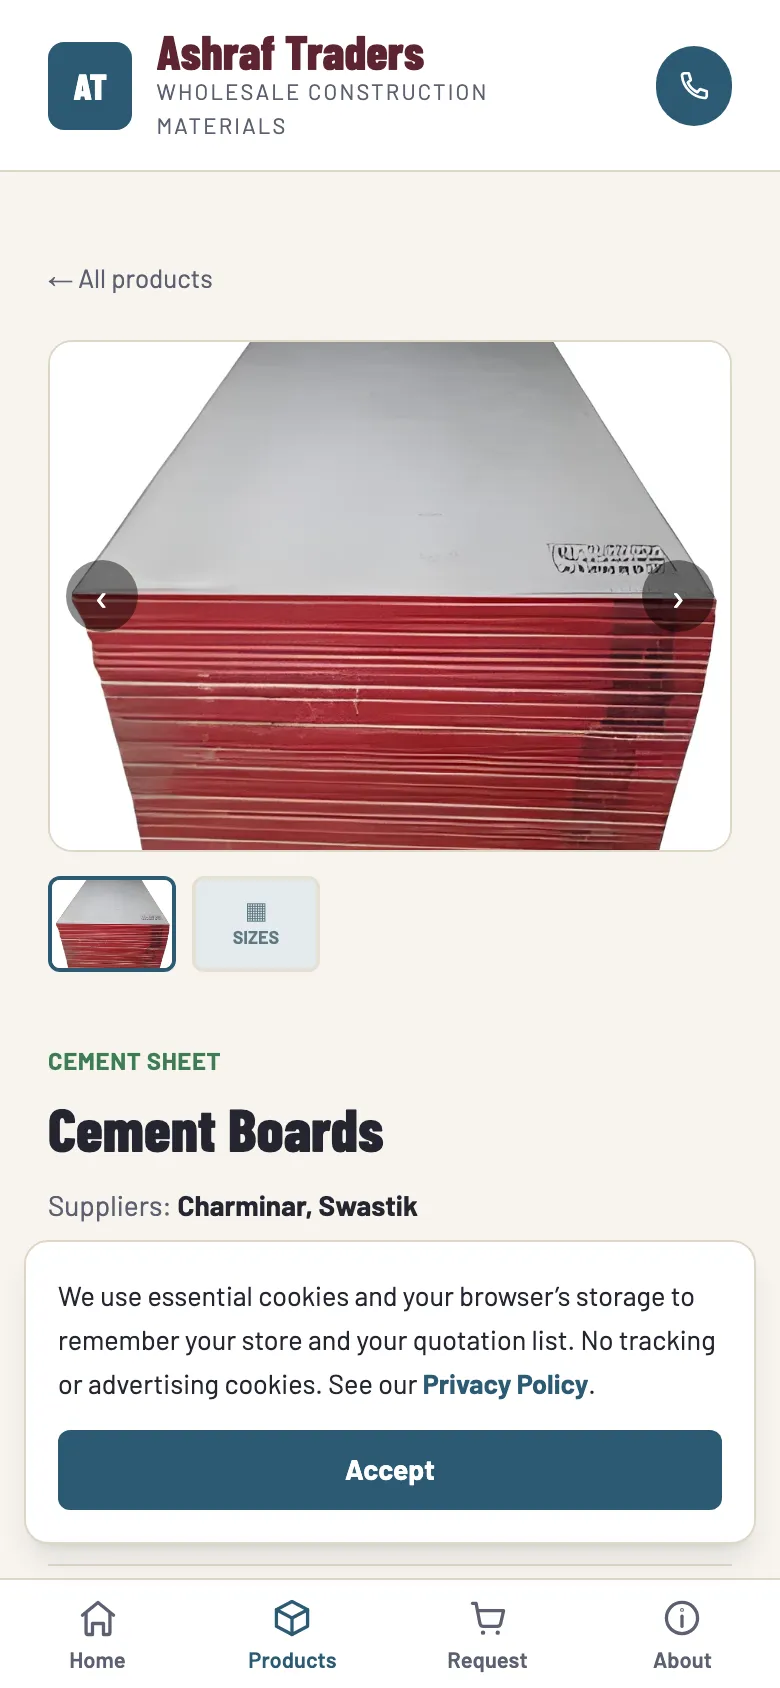 AT
Ashraf Traders
WHOLESALE CONSTRUCTION
MATERIALS
← All products
SIZES
CEMENT SHEET
Cement Boards
Suppliers: Charminar, Swastik
We use essential cookies and your browser’s storage to
remember your store and your quotation list. No tracking
or advertising cookies. See our Privacy Policy.
Accept
Home
Products
Request
About